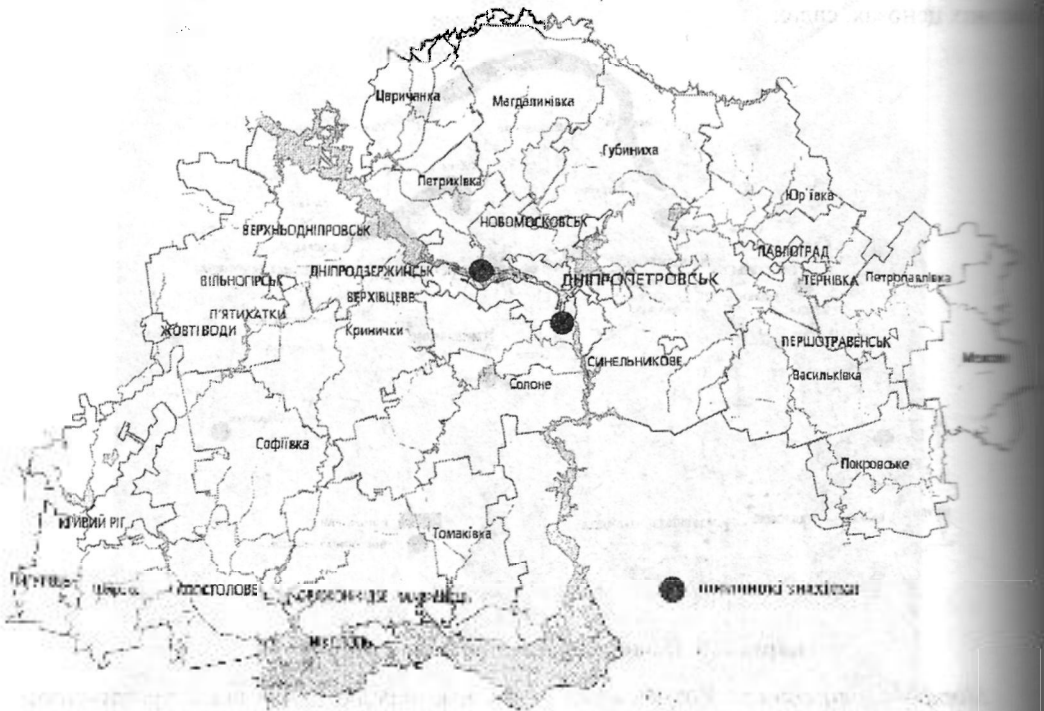 Царичанка
Магдалинівка
Губиниха
Петриківка
Юр'ївка
НОВОМОСКОВСЬК
ВЕРХНЬОДНІПРОВСЬК
ПАВЛОГРАД
ДНІПРОДЗЕРЖИНСЬК
ДНІПРОПЕТРОВСЬК
ВІЛЬНОГІРСЬК
ТЕРНІВКА
Петропавлівка
ВЕРХІВЦЕВЕ
П'ЯТИХАТКИ
ЖОВТІ ВОДИ
Кринички
ПЕРШОТРАВЕНСЬК
СИНЕЛЬНИКОВЕ
Васильківка
Солоне
Софіївка
Покровське
КРИВИЙ РІГ
Томаківка
АПОСТОЛОВЕ